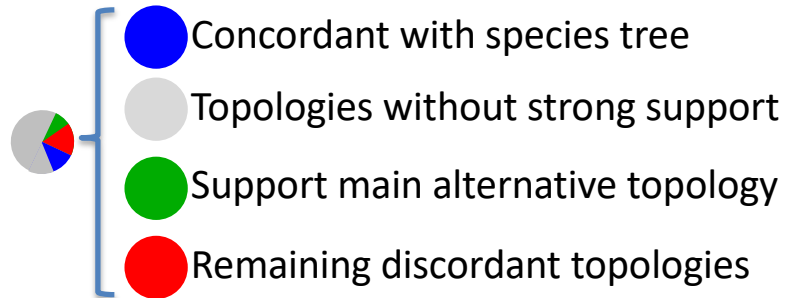 Concordant with species tree
Topologies without strong support
Support main alternative topology
Remaining discordant topologies